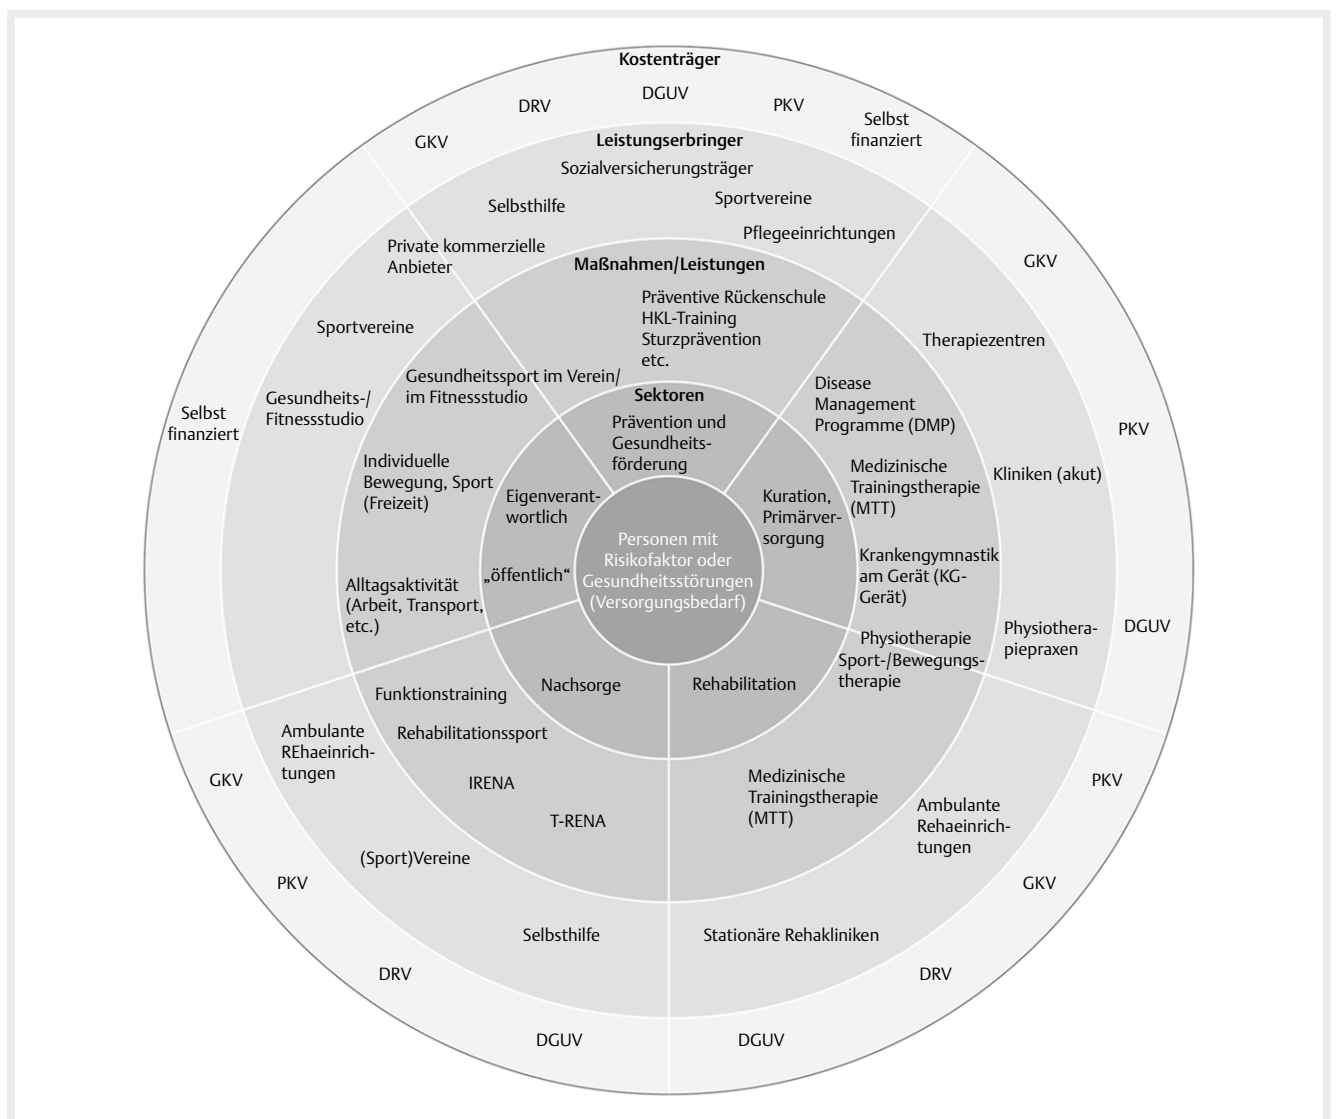 Kostenträger
DGUV
DRV
PKV
Selbst
finanziert
GKV
Leistungserbringer
Sozialversicherungsträger
Selbsthilfe
Sportvereine
Pflegeeinrichtungen
Private kommerzielle
Anbieter
Maßnahmen/Leistungen
Präventive Rückenschule
HKL-Training
Sturzprävention
etc.
Sektoren
Prävention und
Gesundheits-
förderung
GKV
Therapiezentren
PKV
Kliniken (akut)
DGUV
Physiothera-
piepraxen
Disease
Management
Programme (DMP)
Medizinische
Trainingstherapie
(MTT)
Krankengymnastik
am Gerät (KG-
Gerät)
Physiotherapie
Sport-/Bewegungs-
therapie
Kuration,
Primärver-
sorgung
Personen mit
Risikofaktor oder
Gesundheitsstörungen
(Versorgungsbedarf)
Sportvereine
Gesundheits-/
Fitnessstudio
Selbst
finanziert
Gesundheitssport im Verein/
im Fitnessstudio
Individuelle
Bewegung, Sport
(Freizeit)
Alltagsaktivität
(Arbeit, Transport,
etc.)
Eigenverant-
wortlich
„öffentlich“
Nachsorge
Funktionstraining
Rehabilitationssport
IRENA
T-RENA
Ambulante
REhaeinrich-
tungen
(Sport)Vereine
Selbsthilfe
GKV
PKV
DRV
DGUV
Rehabilitation
Medizinische
Trainingstherapie
(MTT)
Ambulante
Rehaeinrich-
tungen
Stationäre Rehakliniken
PKV
GKV
DRV
DGUV